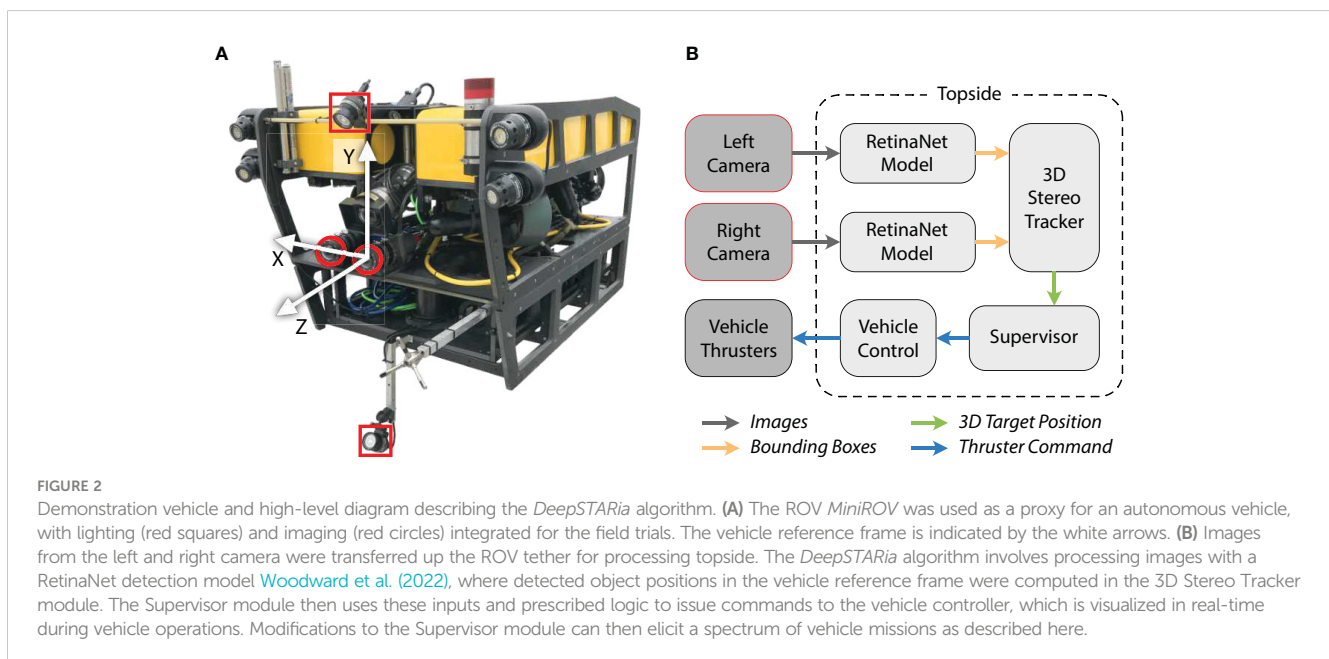 A
B
Y
X
Z
Topside
Left
Camera
RetinaNet
Model
3D
Stereo
Tracker
Right
Camera
RetinaNet
Model
Vehicle
Thrusters
Vehicle
Control
Supervisor
Images
3D Target Position
Bounding Boxes
Thruster Command
FIGURE 2
Demonstration vehicle and high-level diagram describing the DeepSTARia algorithm. (A) The ROV MiniROV was used as a proxy for an autonomous vehicle,
with lighting (red squares) and imaging (red circles) integrated for the field trials. The vehicle reference frame is indicated by the white arrows. (B) Images
from the left and right camera were transferred up the ROV tether for processing topside. The DeepSTARia algorithm involves processing images with a
RetinaNet detection model Woodward et al. (2022), where detected object positions in the vehicle reference frame were computed in the 3D Stereo Tracker
module. The Supervisor module then uses these inputs and prescribed logic to issue commands to the vehicle controller, which is visualized in real-time
during vehicle operations. Modifications to the Supervisor module can then elicit a spectrum of vehicle missions as described here.